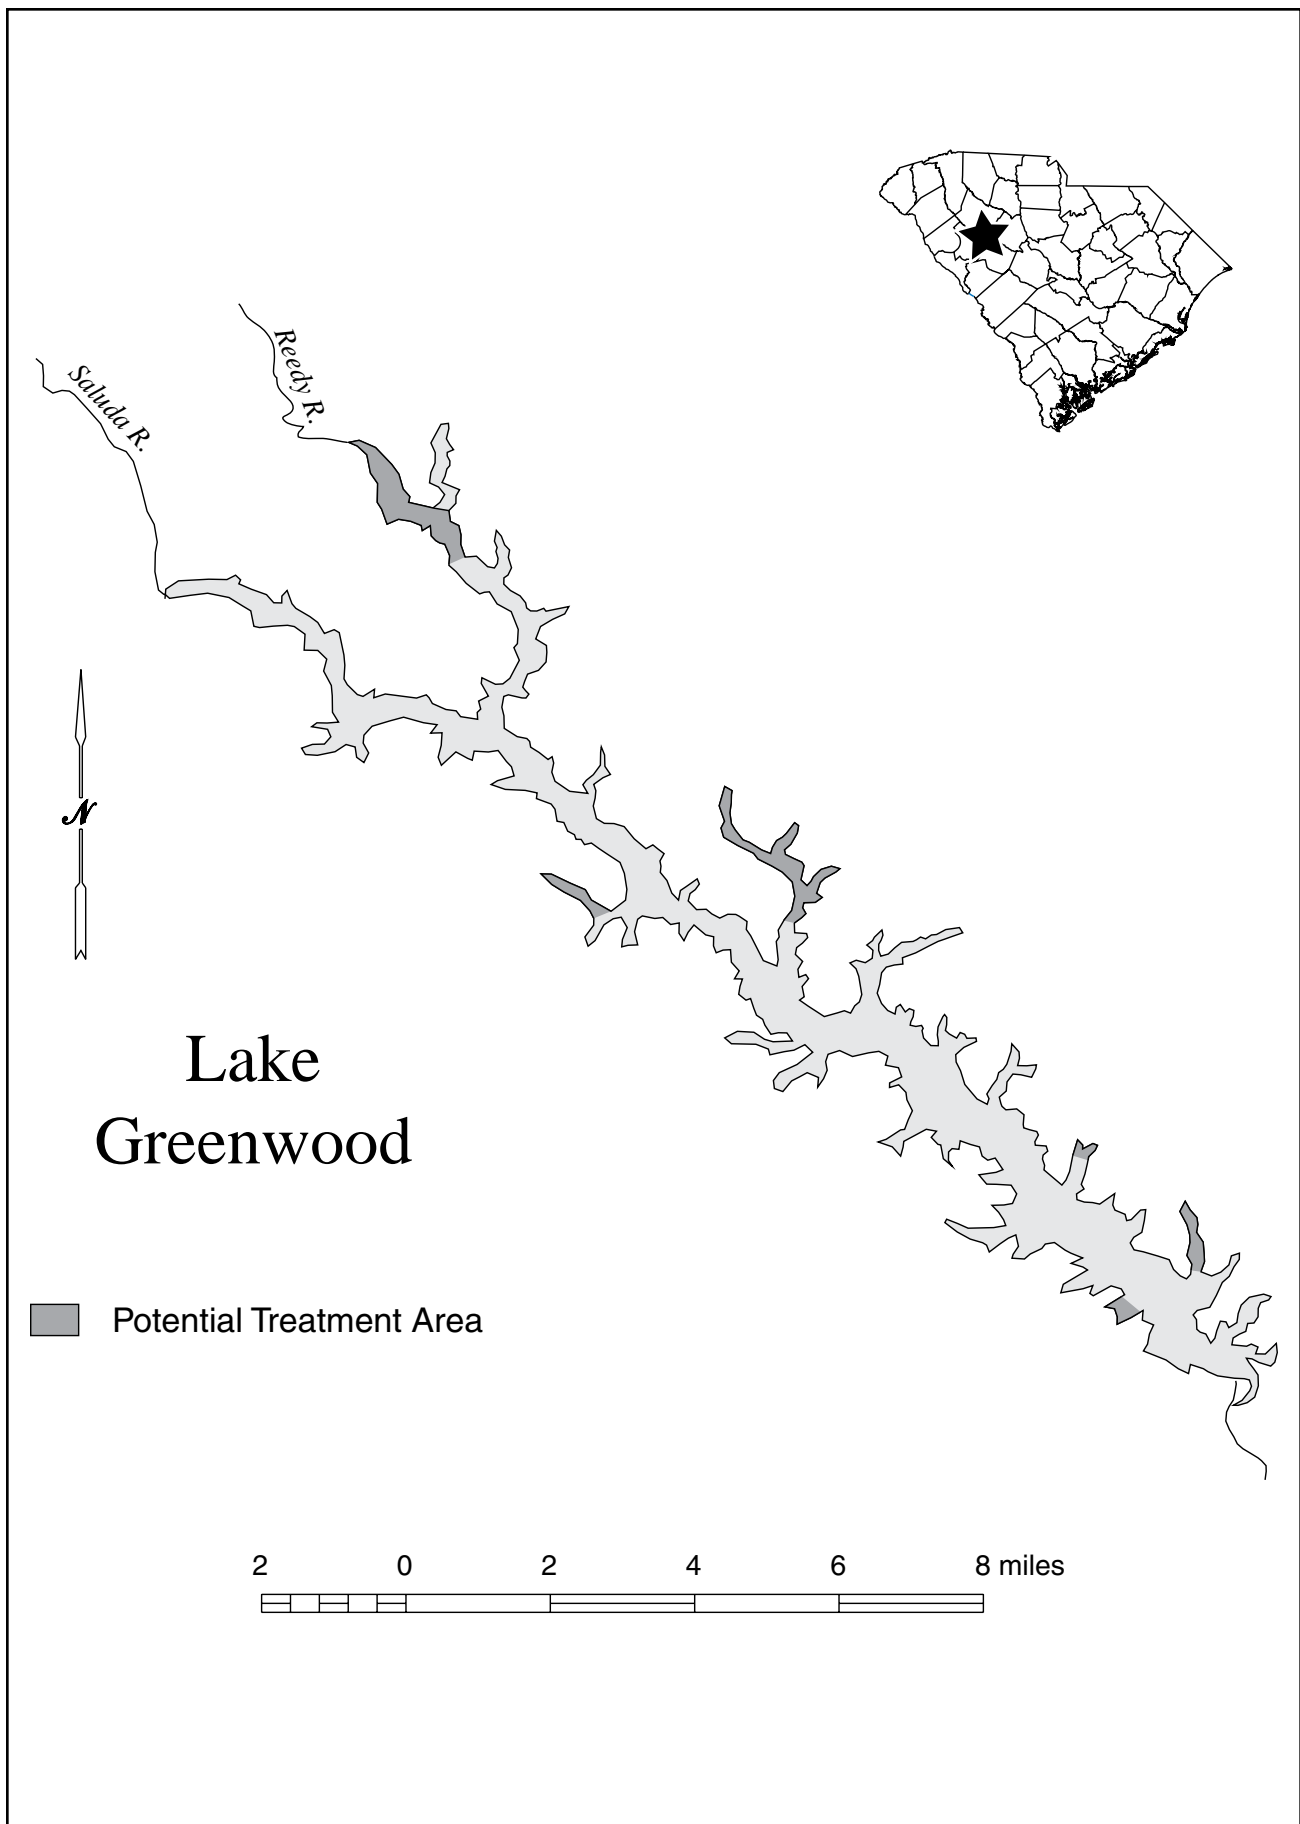 Reedy R.
Saluda R.
N
Lake
Greenwood
Potential Treatment Area
2 0 2 4 6 8 miles